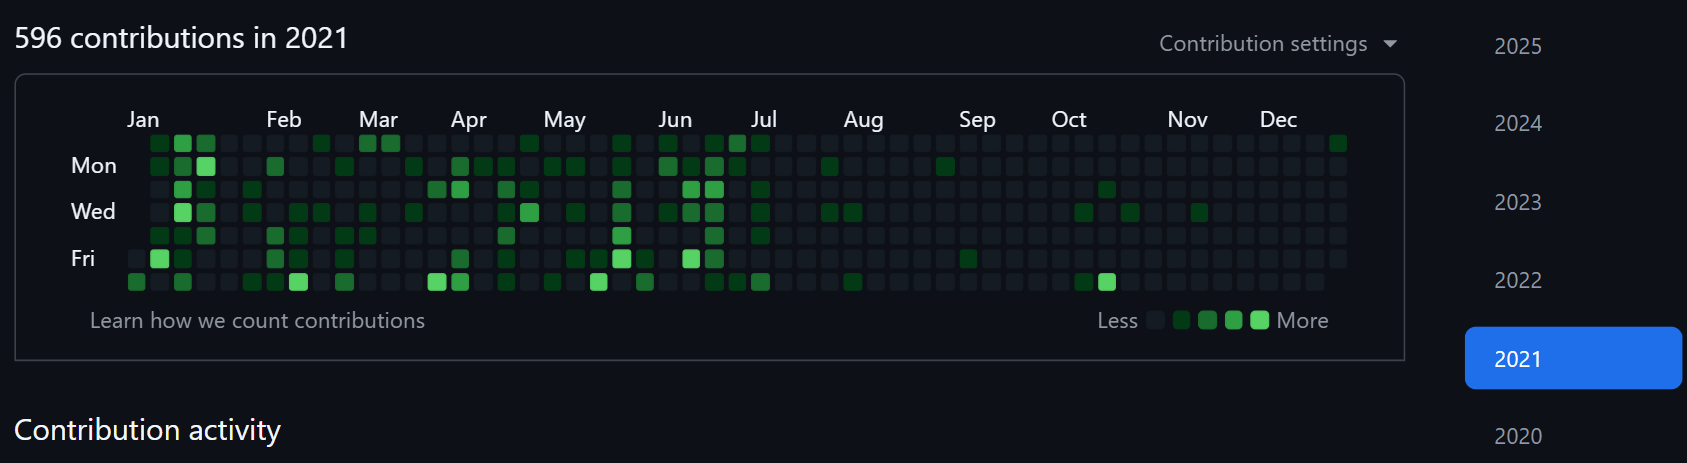 596 contributions in 2021
Contribution settings
Jan Feb Mar Apr May Jun Jul Aug Sep Oct Nov Dec
Mon
Wed
Fri
Learn how we count contributions
Less More
Contribution activity
2025
2024
2023
2022
2021
2020